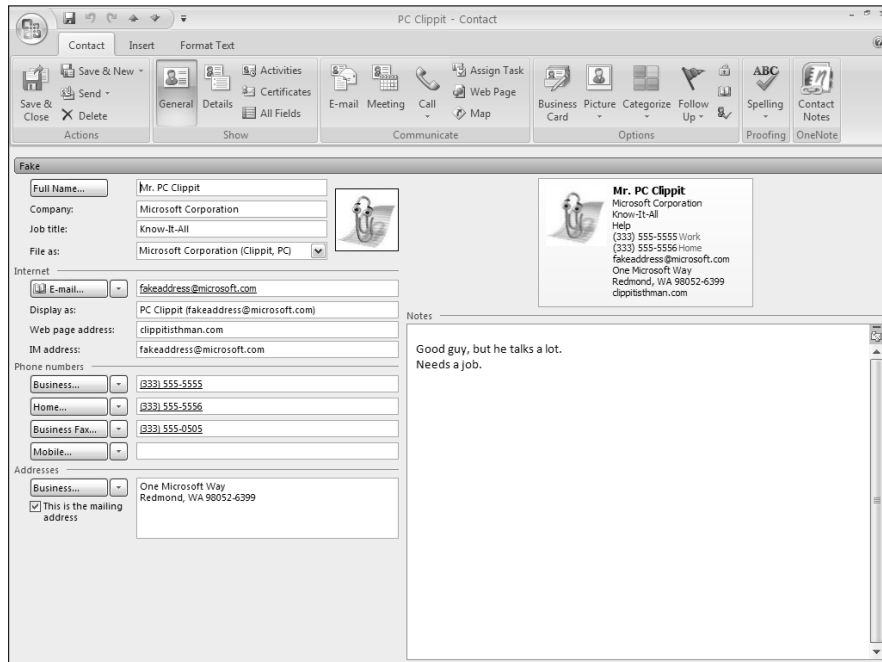 PC Clippit - Contact
Contact Insert Format Text
Save & Close
Save & New
Send
Delete
Actions
General
Details
Activities
Certificates
All Fields
Show
E-mail
Meeting
Call
Assign Task
Web Page
Map
Communicate
Business Card
Picture
Categorize
Follow Up
Options
ABC
Spelling
Proofing
Contact Notes
OneNote
Fake
Full Name... Mr. PC Clippit
Company: Microsoft Corporation
Job title: Know-It-All
File as: Microsoft Corporation (Clippit, PC)
Internet
E-mail... fakeaddress@microsoft.com
Display as: PC Clippit (fakeaddress@microsoft.com)
Web page address: clippitisthman.com
IM address: fakeaddress@microsoft.com
Phone numbers
Business... (333) 555-5555
Home... (333) 555-5556
Business Fax... (333) 555-0505
Mobile...
Addresses
Business... One Microsoft Way
Redmond, WA 98052-6399
This is the mailing
address
Mr. PC Clippit
Microsoft Corporation
Know-It-All
Help
(333) 555-5555 Work
(333) 555-5556 Home
fakeaddress@microsoft.com
One Microsoft Way
Redmond, WA 98052-6399
clippitisthman.com
Notes
Good guy, but he talks a lot.
Needs a job.